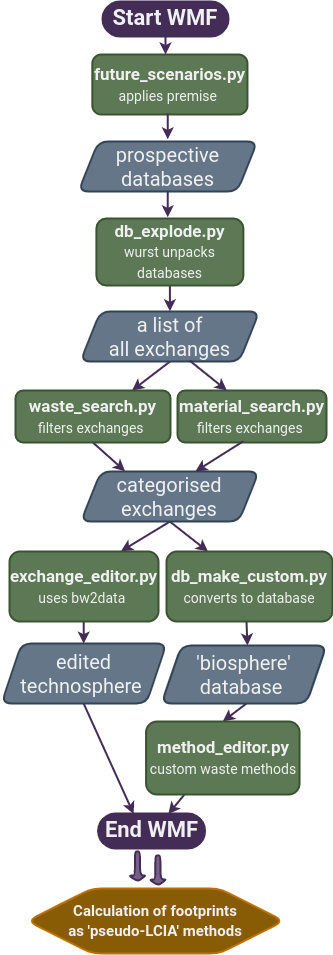 Start WMF
future_scenarios.py
applies premise
prospective
databases
db_explode.py
wurst unpacks
databases
a list of
all exchanges
waste_search.py
filters exchanges
material_search.py
filters exchanges
categorised
exchanges
exchange_editor.py
uses bw2data
db_make_custom.py
converts to database
edited
technosphere
'biosphere'
database
method_editor.py
custom waste methods
End WMF
Calculation of footprints
as 'pseudo-LCIA' methods